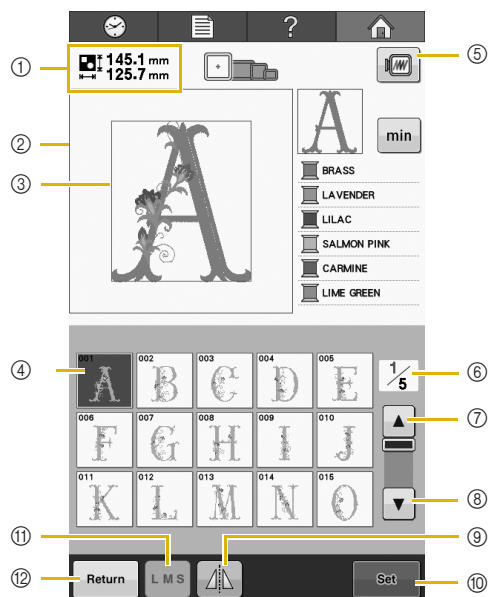 ?
① 145.1 mm
125.7 mm
⑤
② A
min
③ A
BRASS
LAVENDER
LILAC
SALMON PINK
CARMINE
LIME GREEN
④ 001 A 002 B 003 C 004 D 005 E 1/5 ⑥
006 F 007 G 008 H 009 I 010 J ⑦
011 K 012 L 013 M 014 N 015 O ⑧
⑪ ⑨
⑫ Return L M S Set ⑩